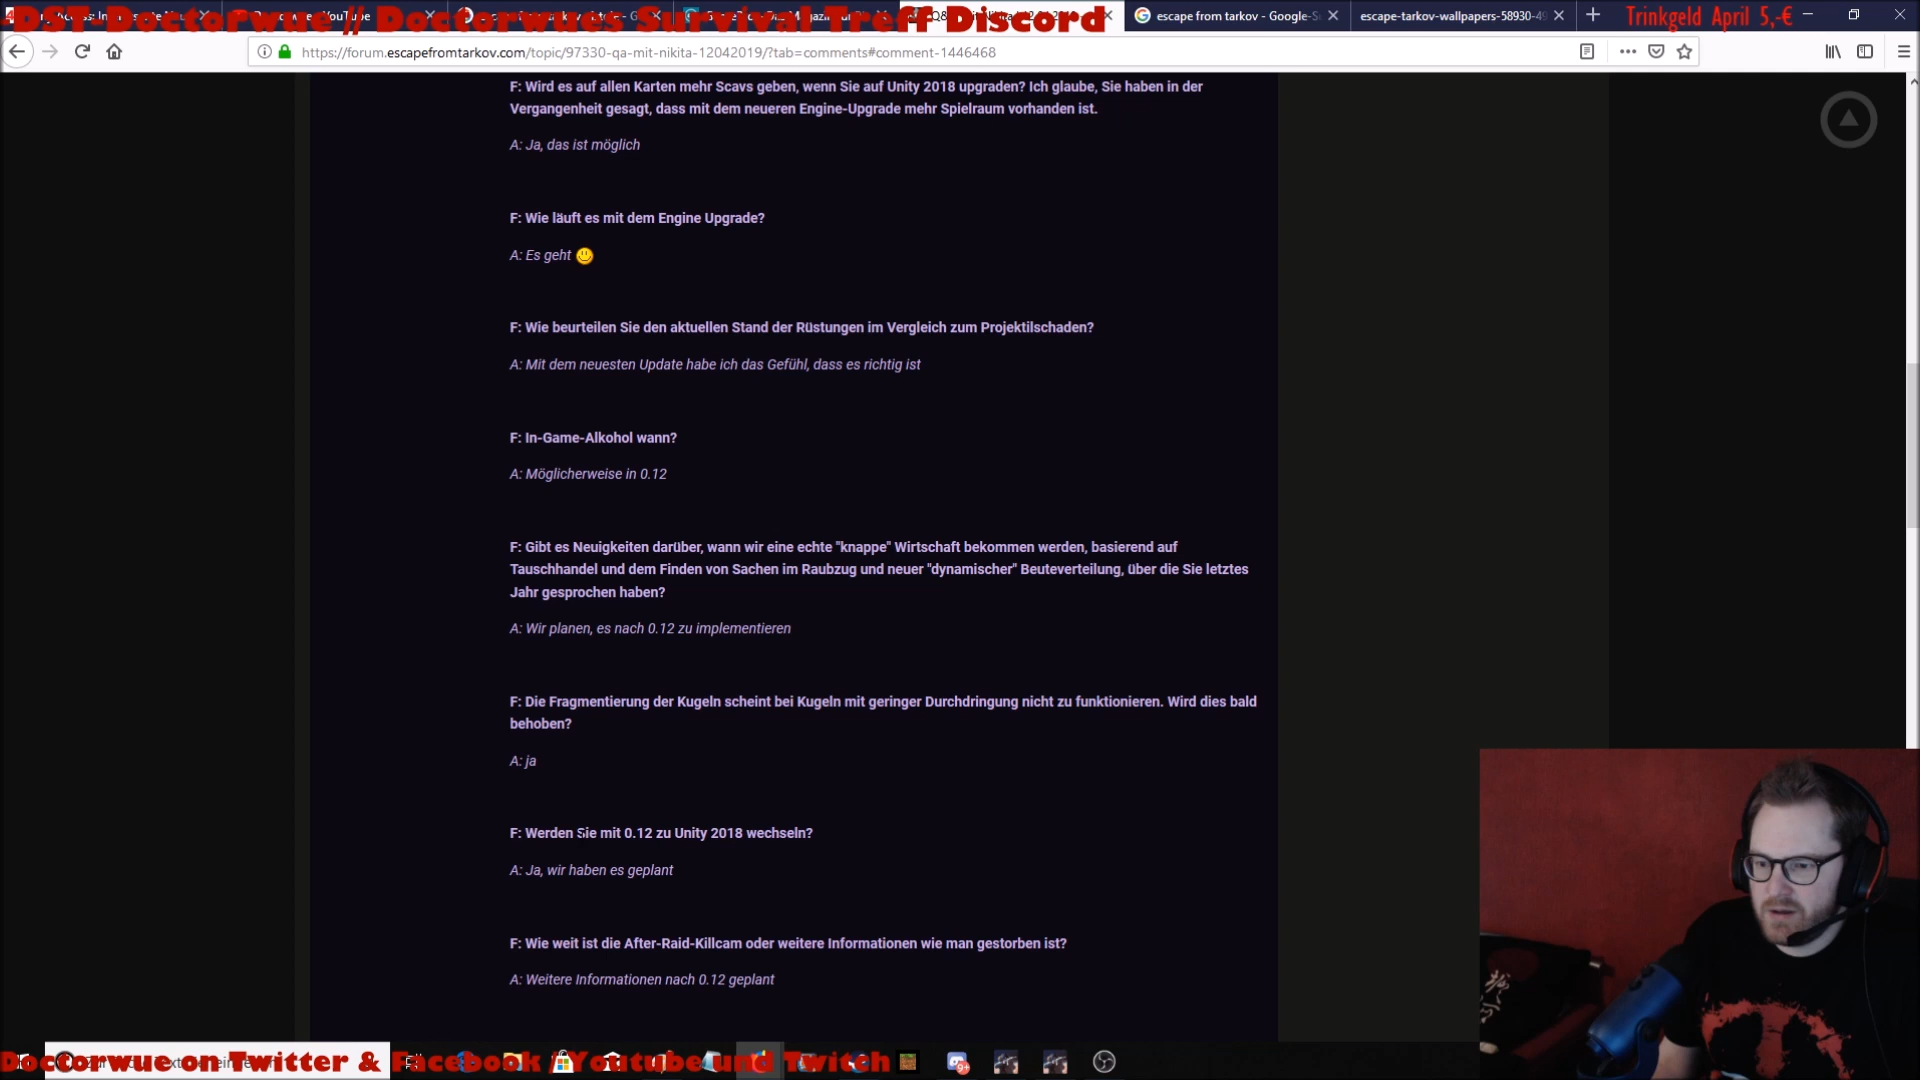 DST-Doctorwue // Doctorwues Survival Treff Discord
Trinkgeld April 5,-€
escape from tarkov - Google-S
escape-tarkov-wallpapers-58930-49
https://forum.escapefromtarkov.com/topic/97330-qa-mit-nikita-12042019/?tab=comments#comment-1446468
F: Wird es auf allen Karten mehr Scavs geben, wenn Sie auf Unity 2018 upgraden? Ich glaube, Sie haben in der
Vergangenheit gesagt, dass mit dem neueren Engine-Upgrade mehr Spielraum vorhanden ist.
A: Ja, das ist möglich
F: Wie läuft es mit dem Engine Upgrade?
A: Es geht
F: Wie beurteilen Sie den aktuellen Stand der Rüstungen im Vergleich zum Projektilschaden?
A: Mit dem neuesten Update habe ich das Gefühl, dass es richtig ist
F: In-Game-Alkohol wann?
A: Möglicherweise in 0.12
F: Gibt es Neuigkeiten darüber, wann wir eine echte "knappe" Wirtschaft bekommen werden, basierend auf
Tauschhandel und dem Finden von Sachen im Raubzug und neuer "dynamischer" Beuteverteilung, über die Sie letztes
Jahr gesprochen haben?
A: Wir planen, es nach 0.12 zu implementieren
F: Die Fragmentierung der Kugeln scheint bei Kugeln mit geringer Durchdringung nicht zu funktionieren. Wird dies bald
behoben?
A: ja
F: Werden Sie mit 0.12 zu Unity 2018 wechseln?
A: Ja, wir haben es geplant
F: Wie weit ist die After-Raid-Killcam oder weitere Informationen wie man gestorben ist?
A: Weitere Informationen nach 0.12 geplant
Doctorwue on Twitter & Facebook / Youtube und Twitch